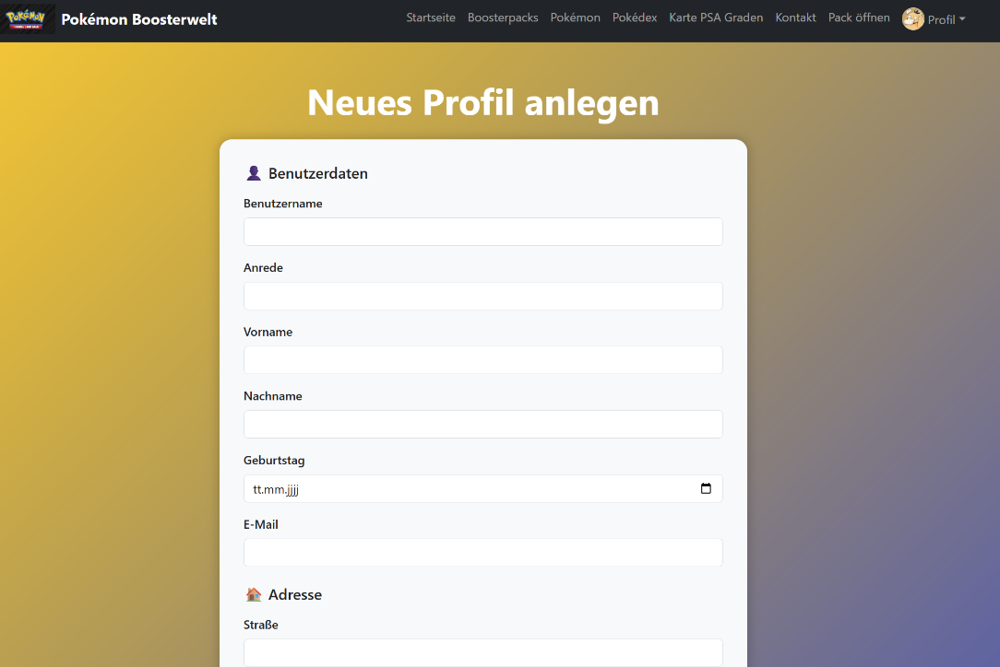 Pokémon
Pokémon Boosterwelt
Startseite Boosterpacks Pokémon Pokédex Karte PSA Graden Kontakt Pack öffnen Profil
Neues Profil anlegen
Benutzerdaten
Benutzername
Anrede
Vorname
Nachname
Geburtstag
tt.mm.jjjj
E-Mail
Adresse
Straße